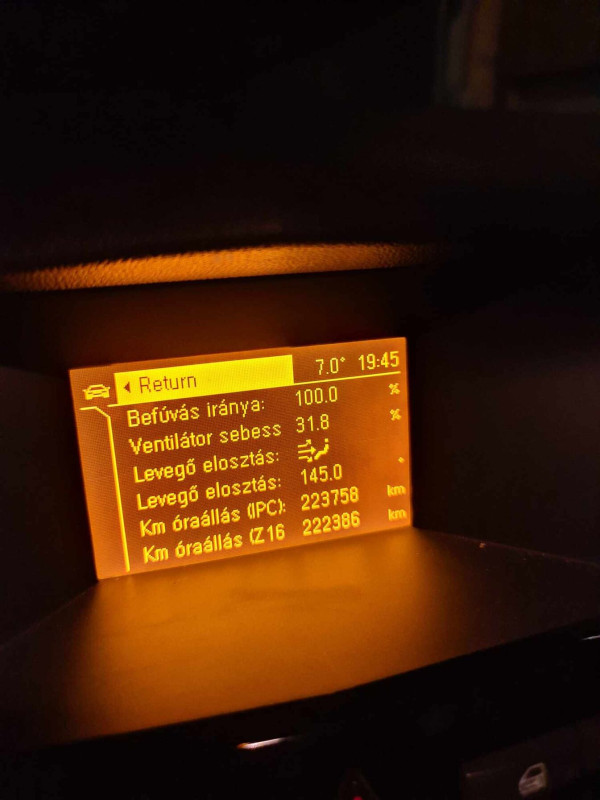 Return 7.0° 19:45
Befúvás iránya: 100.0 %
Ventilátor sebess 31.8 %
Levegő elosztás:
Levegő elosztás: 145.0 °
Km óraállás (IPC): 223758 km
Km óraállás (Z16 222386 km